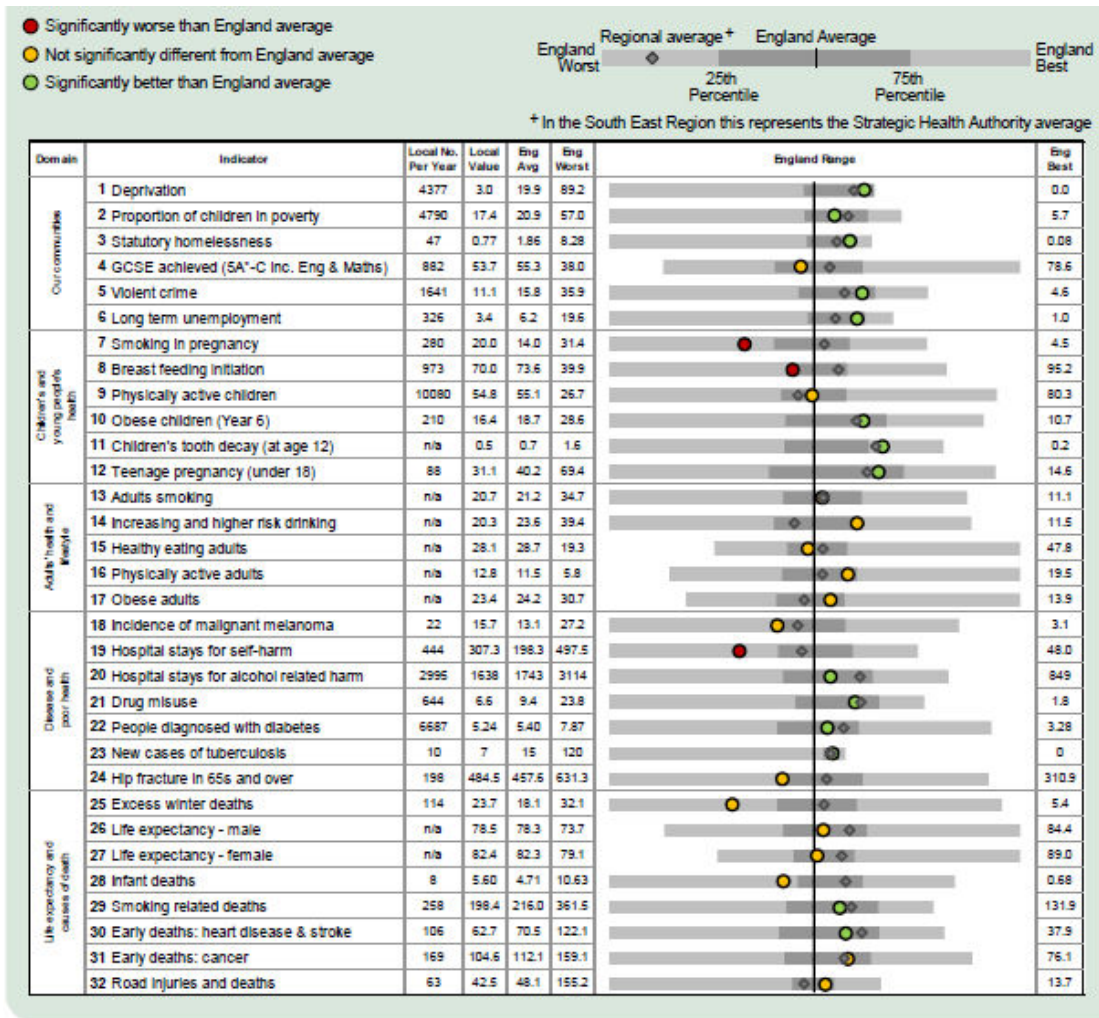 Significantly worse than England average
Not significantly different from England average
Significantly better than England average
Regional average+ England Average
England Worst
England Best
25th Percentile
75th Percentile
+ In the South East Region this represents the Strategic Health Authority average
Domain Indicator Local No. Per Year Local Value Eng Avg Eng Worst England Range Eng Best
Our communities
1 Deprivation 4377 3.0 19.9 89.2 0.0
2 Proportion of children in poverty 4790 17.4 20.9 57.0 5.7
3 Statutory homelessness 47 0.77 1.86 8.28 0.08
4 GCSE achieved (5A*-C inc. Eng & Maths) 882 53.7 55.3 38.0 78.6
5 Violent crime 1641 11.1 15.8 35.9 4.6
6 Long term unemployment 326 3.4 6.2 19.6 1.0
Children's and young people's health
7 Smoking in pregnancy 280 20.0 14.0 31.4 4.5
8 Breast feeding initiation 973 70.0 73.6 39.9 95.2
9 Physically active children 10080 54.8 55.1 26.7 80.3
10 Obese children (Year 6) 210 16.4 18.7 28.6 10.7
11 Children's tooth decay (at age 12) n/a 0.5 0.7 1.6 0.2
12 Teenage pregnancy (under 18) 88 31.1 40.2 69.4 14.6
Adults' health and lifestyle
13 Adults smoking n/a 20.7 21.2 34.7 11.1
14 Increasing and higher risk drinking n/a 20.3 23.6 39.4 11.5
15 Healthy eating adults n/a 28.1 28.7 19.3 47.8
16 Physically active adults n/a 12.8 11.5 5.8 19.5
17 Obese adults n/a 23.4 24.2 30.7 13.9
Disease and poor health
18 Incidence of malignant melanoma 22 15.7 13.1 27.2 3.1
19 Hospital stays for self-harm 444 307.3 198.3 497.5 48.0
20 Hospital stays for alcohol related harm 2995 1638 1743 3114 849
21 Drug misuse 644 6.6 9.4 23.8 1.8
22 People diagnosed with diabetes 6687 5.24 5.40 7.87 3.28
23 New cases of tuberculosis 10 7 15 120 0
24 Hip fracture in 65s and over 198 484.5 457.6 631.3 310.9
Life expectancy and causes of death
25 Excess winter deaths 114 23.7 18.1 32.1 5.4
26 Life expectancy - male n/a 78.5 78.3 73.7 84.4
27 Life expectancy - female n/a 82.4 82.3 79.1 89.0
28 Infant deaths 8 5.60 4.71 10.63 0.68
29 Smoking related deaths 258 198.4 216.0 361.5 131.9
30 Early deaths: heart disease & stroke 106 62.7 70.5 122.1 37.9
31 Early deaths: cancer 169 104.6 112.1 159.1 76.1
32 Road injuries and deaths 63 42.5 48.1 155.2 13.7